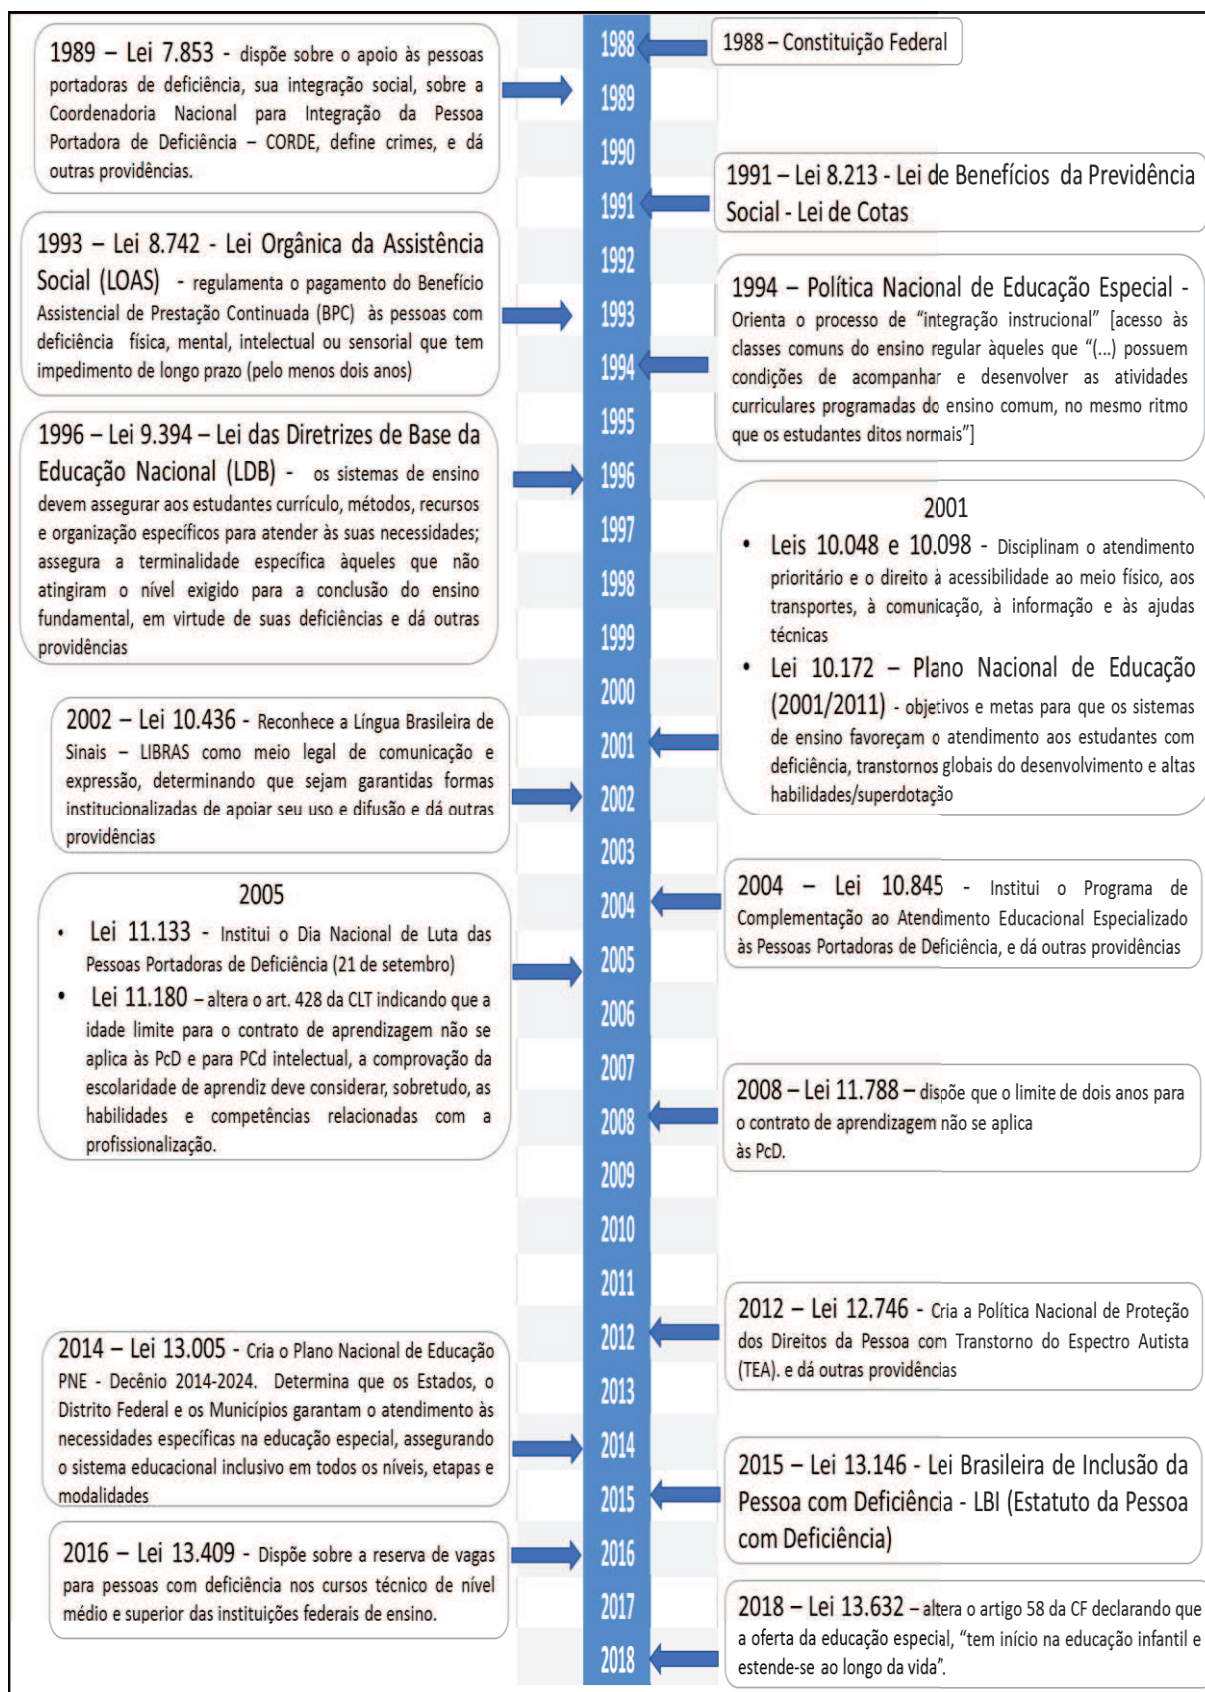 1989 – Lei 7.853 - dispõe sobre o apoio às pessoas
portadoras de deficiência, sua integração social, sobre a
Coordenadoria Nacional para Integração da Pessoa
Portadora de Deficiência – CORDE, define crimes, e dá
outras providências.
1993 – Lei 8.742 - Lei Orgânica da Assistência
Social (LOAS) - regulamenta o pagamento do Benefício
Assistencial de Prestação Continuada (BPC) às pessoas com
deficiência física, mental, intelectual ou sensorial que tem
impedimento de longo prazo (pelo menos dois anos)
1996 – Lei 9.394 – Lei das Diretrizes de Base da
Educação Nacional (LDB) - os sistemas de ensino
devem assegurar aos estudantes currículo, métodos, recursos
e organização específicos para atender às suas necessidades;
assegura a terminalidade específica àqueles que não
atingiram o nível exigido para a conclusão do ensino
fundamental, em virtude de suas deficiências e dá outras
providências
2002 – Lei 10.436 - Reconhece a Língua Brasileira de
Sinais – LIBRAS como meio legal de comunicação e
expressão, determinando que sejam garantidas formas
institucionalizadas de apoiar seu uso e difusão e dá outras
providências
2005
• Lei 11.133 - Institui o Dia Nacional de Luta das
Pessoas Portadoras de Deficiência (21 de setembro)
• Lei 11.180 – altera o art. 428 da CLT indicando que a
idade limite para o contrato de aprendizagem não se
aplica às PcD e para PCd intelectual, a comprovação da
escolaridade de aprendiz deve considerar, sobretudo, as
habilidades e competências relacionadas com a
profissionalização.
2014 – Lei 13.005 - Cria o Plano Nacional de Educação
PNE - Decênio 2014-2024. Determina que os Estados, o
Distrito Federal e os Municípios garantam o atendimento às
necessidades específicas na educação especial, assegurando
o sistema educacional inclusivo em todos os níveis, etapas e
modalidades
2016 – Lei 13.409 - Dispõe sobre a reserva de vagas
para pessoas com deficiência nos cursos técnico de nível
médio e superior das instituições federais de ensino.
1988
1989
1990
1991
1992
1993
1994
1995
1996
1997
1998
1999
2000
2001
2002
2003
2004
2005
2006
2007
2008
2009
2010
2011
2012
2013
2014
2015
2016
2017
2018
1988 – Constituição Federal
1991 – Lei 8.213 - Lei de Benefícios da Previdência
Social - Lei de Cotas
1994 – Política Nacional de Educação Especial -
Orienta o processo de “integração instrucional” [acesso às
classes comuns do ensino regular àqueles que “(...) possuem
condições de acompanhar e desenvolver as atividades
curriculares programadas do ensino comum, no mesmo ritmo
que os estudantes ditos normais”]
2001
• Leis 10.048 e 10.098 - Disciplinam o atendimento
prioritário e o direito à acessibilidade ao meio físico, aos
transportes, à comunicação, à informação e às ajudas
técnicas
• Lei 10.172 – Plano Nacional de Educação
(2001/2011) - objetivos e metas para que os sistemas
de ensino favoreçam o atendimento aos estudantes com
deficiência, transtornos globais do desenvolvimento e altas
habilidades/superdotação
2004 – Lei 10.845 - Institui o Programa de
Complementação ao Atendimento Educacional Especializado
às Pessoas Portadoras de Deficiência, e dá outras providências
2008 – Lei 11.788 – dispõe que o limite de dois anos para
o contrato de aprendizagem não se aplica
às PcD.
2012 – Lei 12.746 - Cria a Política Nacional de Proteção
dos Direitos da Pessoa com Transtorno do Espectro Autista
(TEA). e dá outras providências
2015 – Lei 13.146 - Lei Brasileira de Inclusão da
Pessoa com Deficiência - LBI (Estatuto da Pessoa
com Deficiência)
2018 – Lei 13.632 – altera o artigo 58 da CF declarando que
a oferta da educação especial, “tem início na educação infantil e
estende-se ao longo da vida”.